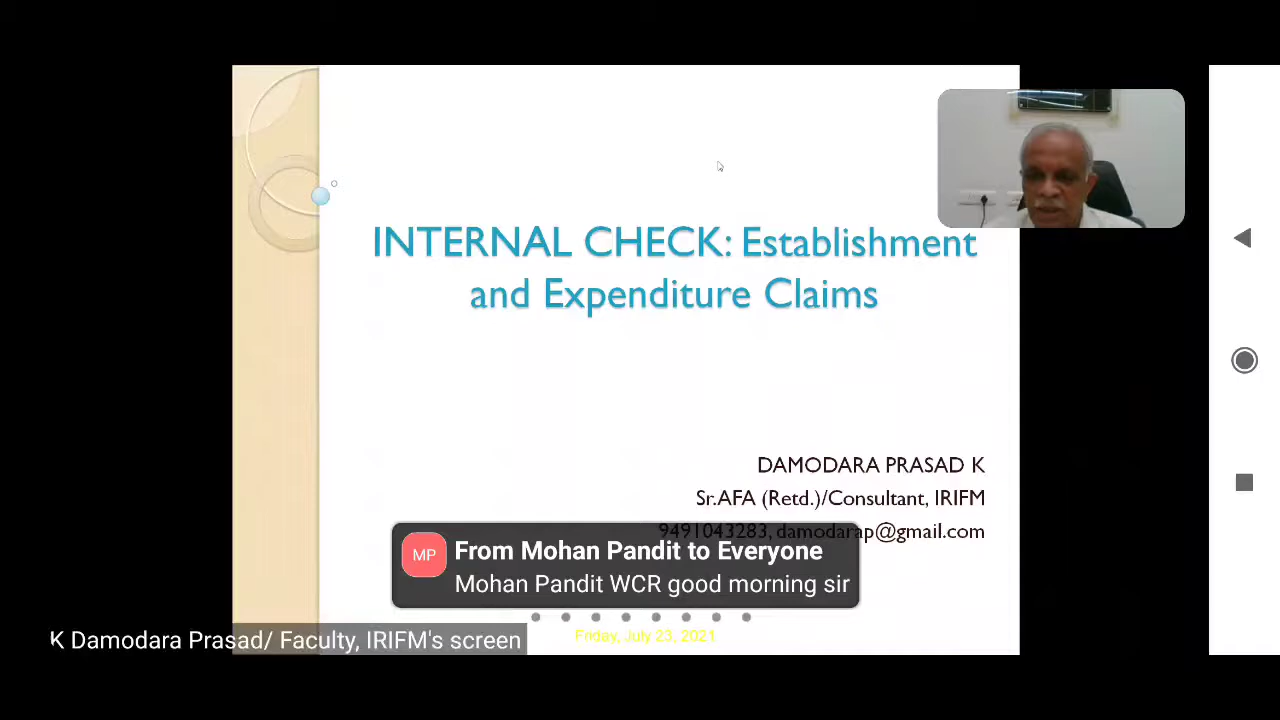 INTERNAL CHECK: Establishment
and Expenditure Claims
DAMODARA PRASAD K
Sr.AFA (Retd.)/Consultant, IRIFM
9491043283, damodarap@gmail.com
MP
From Mohan Pandit to Everyone
Mohan Pandit WCR good morning sir
K Damodara Prasad/ Faculty, IRIFM's screen
Friday, July 23, 2021